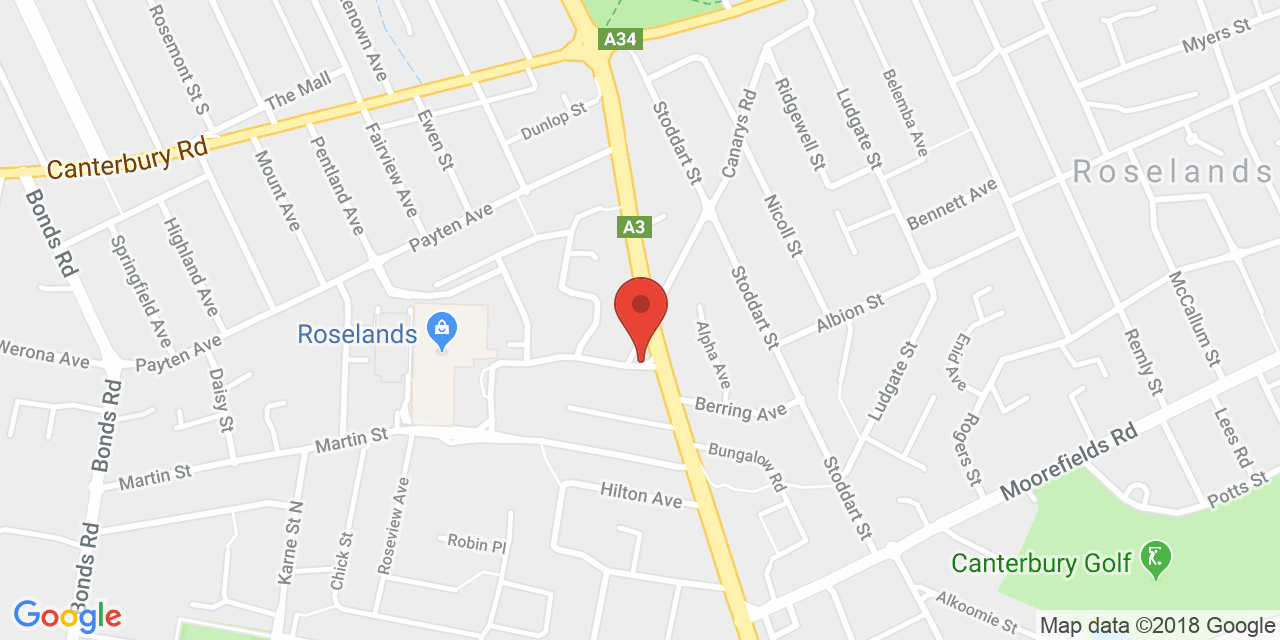 A34
Myers St
Rosemont St S
enown Ave
The Mall
Belemba Ave
Ridgewell St
Ludgate St
Canarys Rd
Stoddart St
Dunlop St
Ewen St
Fairview Ave
Pentland Ave
Mount Ave
Canterbury Rd
Roselands
Bonds Rd
Bennett Ave
Nicoll St
Payten Ave
A3
Highland Ave
Springfield Ave
Stoddart St
McCallum St
Albion St
Roselands
Alpha Ave
Enid Ave
Remly St
Werona Ave
Payten Ave
Ludgate St
Daisy St
Berring Ave
Bonds Rd
Rogers St
Lees Rd
Martin St
Moorefields Rd
Bungalow Rd
Martin St
Stoddart St
Potts St
Hilton Ave
Karne St N
Chick St
Roseview Ave
Robin Pl
Bonds Rd
Canterbury Golf
Alkoomie St
Google
Map data ©2018 Google